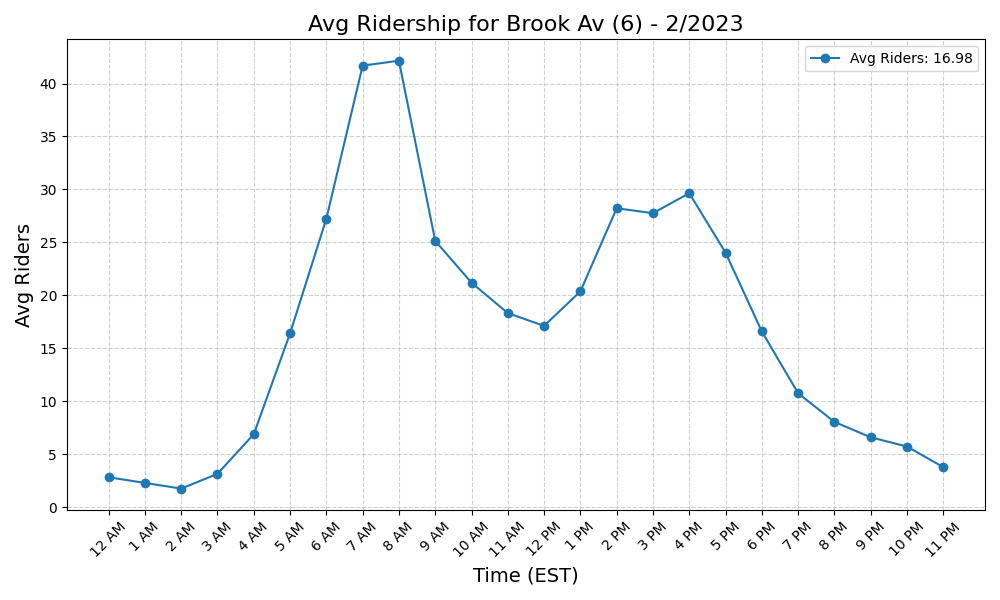 Avg Ridership for Brook Av (6) - 2/2023
Avg Riders: 16.98
Avg Riders
40
35
30
25
20
15
10
5
0
12 AM
1 AM
2 AM
3 AM
4 AM
5 AM
6 AM
7 AM
8 AM
9 AM
10 AM
11 AM
12 PM
1 PM
2 PM
3 PM
4 PM
5 PM
6 PM
7 PM
8 PM
9 PM
10 PM
11 PM
Time (EST)